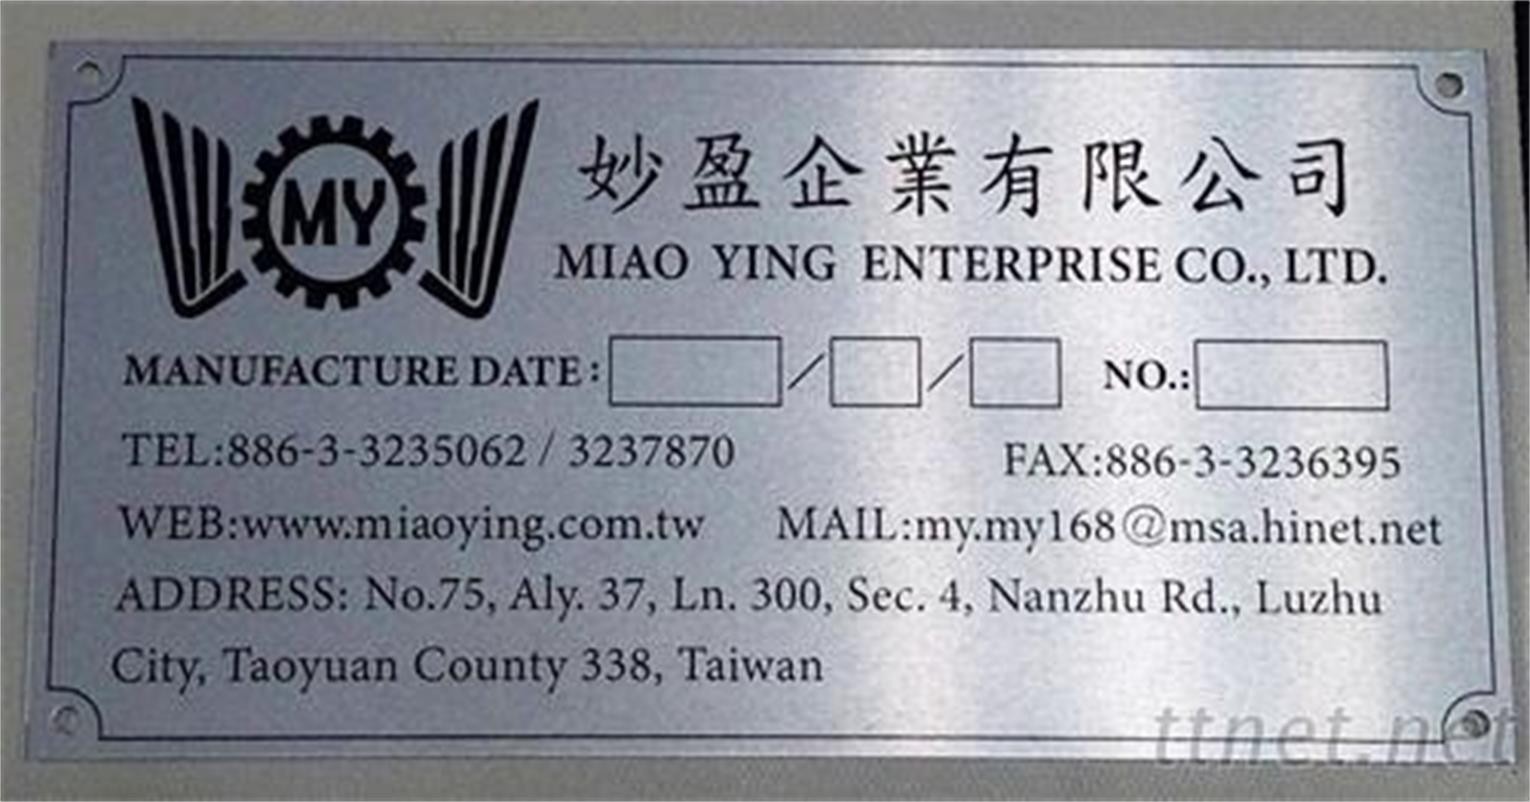 MY
妙盈企業有限公司
MIAO YING ENTERPRISE CO., LTD.
MANUFACTURE DATE: / / NO.:
TEL:886-3-3235062 / 3237870 FAX:886-3-3236395
WEB:www.miaoying.com.tw MAIL:my.my168@msa.hinet.net
ADDRESS: No.75, Aly. 37, Ln. 300, Sec. 4, Nanzhu Rd., Luzhu
City, Taoyuan County 338, Taiwan
ttnet.net